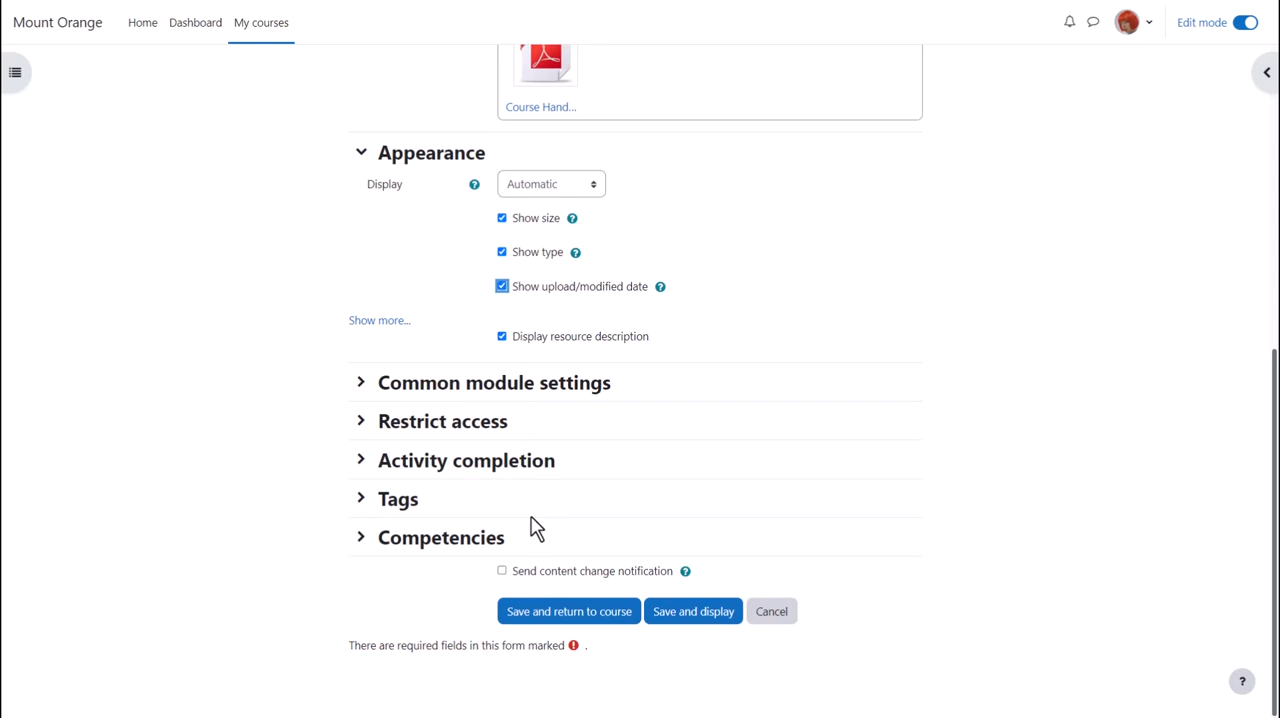 Mount Orange
Home
Dashboard
My courses
Edit mode
Course Hand...
Appearance
Display
Automatic
Show size
Show type
Show upload/modified date
Show more...
Display resource description
Common module settings
Restrict access
Activity completion
Tags
Competencies
Send content change notification
Save and return to course
Save and display
Cancel
There are required fields in this form marked .